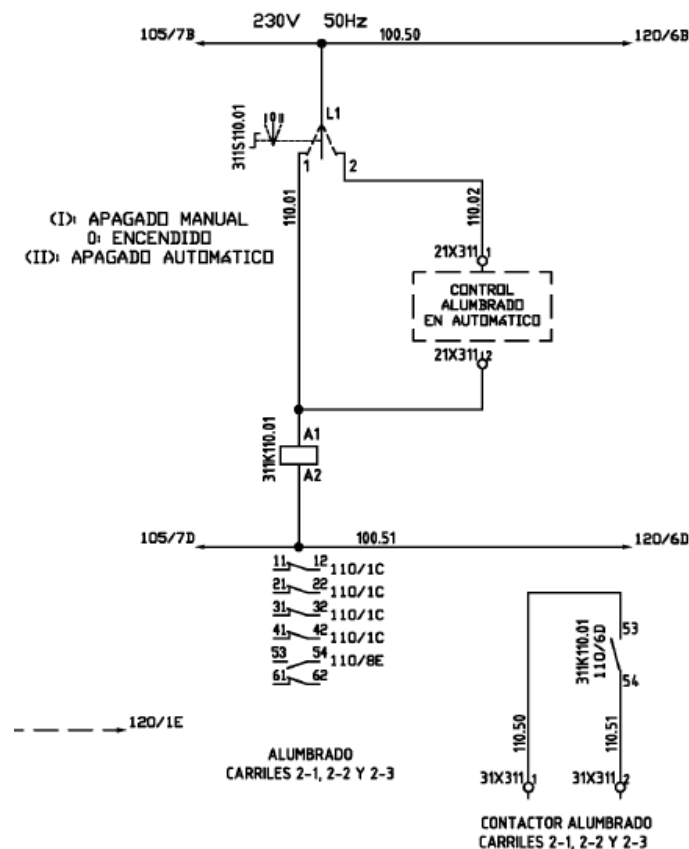 230V 50Hz
105/7B 100.50 120/6B
L1
I 0 II
311S110.01
1 2
110.01
110.02
(I): APAGADO MANUAL
0: ENCENDIDO
(II): APAGADO AUTOMáTICO
21X311 1
CONTROL
ALUMBRADO
EN AUTOMáTICO
21X311 2
311K110.01
A1
A2
105/7D 100.51 120/6D
11 12 110/1C
21 22 110/1C
31 32 110/1C
41 42 110/1C
53 54 110/8E
61 62
120/1E
ALUMBRADO
CARRILES 2-1, 2-2 Y 2-3
311K110.01
110/6D
53
54
110.50
110.51
31X311 1
31X311 2
CONTACTOR ALUMBRADO
CARRILES 2-1, 2-2 Y 2-3